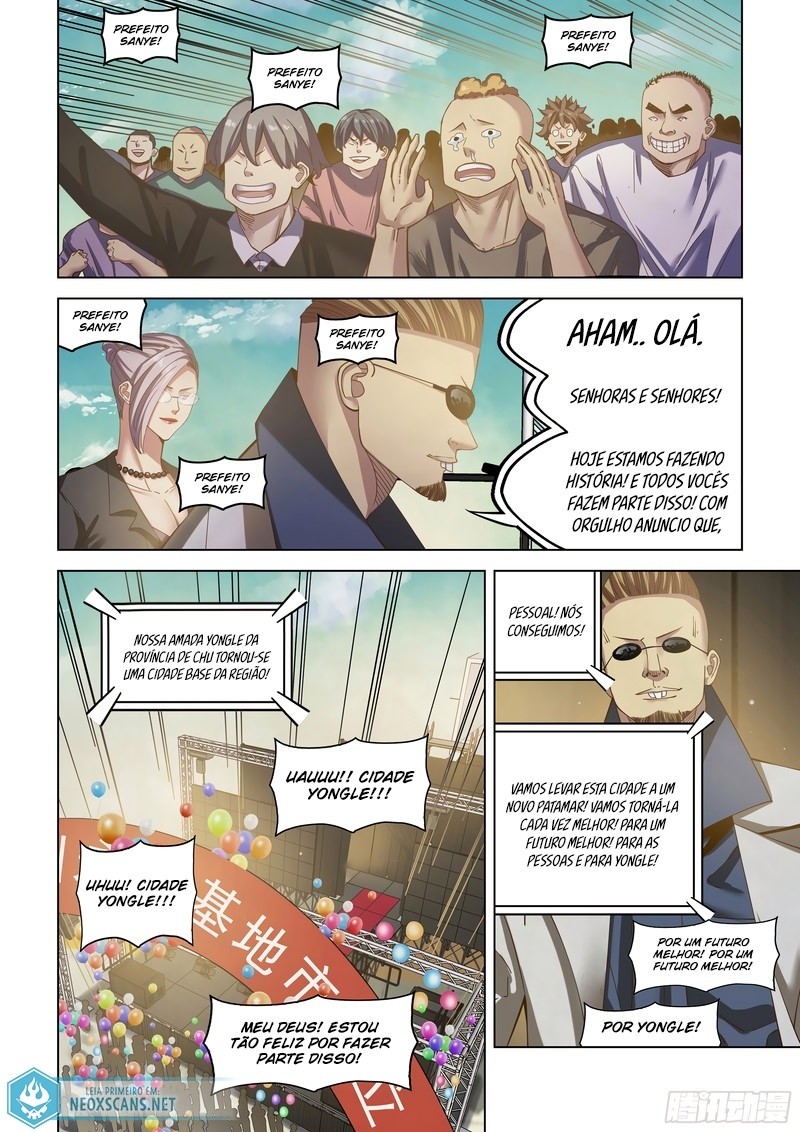 PREFEITO
SANYE!
PREFEITO
SANYE!
PREFEITO
SANYE!
PREFEITO
SANYE!
PREFEITO
SANYE!
PREFEITO
SANYE!
AHAM.. OLÁ.
SENHORAS E SENHORES!
HOJE ESTAMOS FAZENDO
HISTÓRIA! E TODOS VOCÊS
FAZEM PARTE DISSO! COM
ORGULHO ANUNCIO QUE,
NOSSA AMADA YONGLE DA
PROVÍNCIA DE CHU TORNOU-SE
UMA CIDADE BASE DA REGIÃO!
UAUUU!! CIDADE
YONGLE!!!
UHUU! CIDADE
YONGLE!!!
基地市
立
MEU DEUS! ESTOU
TÃO FELIZ POR FAZER
PARTE DISSO!
PESSOAL! NÓS
CONSEGUIMOS!
VAMOS LEVAR ESTA CIDADE A UM
NOVO PATAMAR! VAMOS TORNÁ-LA
CADA VEZ MELHOR! PARA UM
FUTURO MELHOR! PARA AS
PESSOAS E PARA YONGLE!
POR UM FUTURO
MELHOR! POR UM
FUTURO MELHOR!
POR YONGLE!
LEIA PRIMEIRO EM:
NEOXSCANS.NET
腾讯动漫